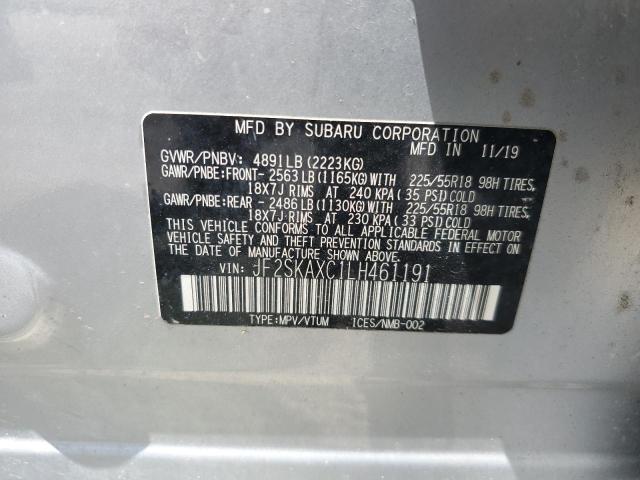 MFD BY SUBARU CORPORATION
MFD IN 11/19
GVWR/PNBV: 4891LB (2223KG)
GAWR/PNBE:FRONT- 2563LB (1165KG)WITH 225/55R18 98H TIRES,
18X7J RIMS AT 240 KPA( 35 PSI)COLD
GAWR/PNBE:REAR - 2486LB (1130KG)WITH 225/55R18 98H TIRES,
18X7J RIMS AT 230 KPA( 33 PSI)COLD
THIS VEHICLE CONFORMS TO ALL APPLICABLE FEDERAL MOTOR
VEHICLE SAFETY AND THEFT PREVENTION STANDARDS IN EFFECT ON
THE DATE OF MANUFACTURE SHOWN ABOVE.
VIN: JF2SKAXC1LH461191
TYPE:MPV/VTUM ICES/NMB-002